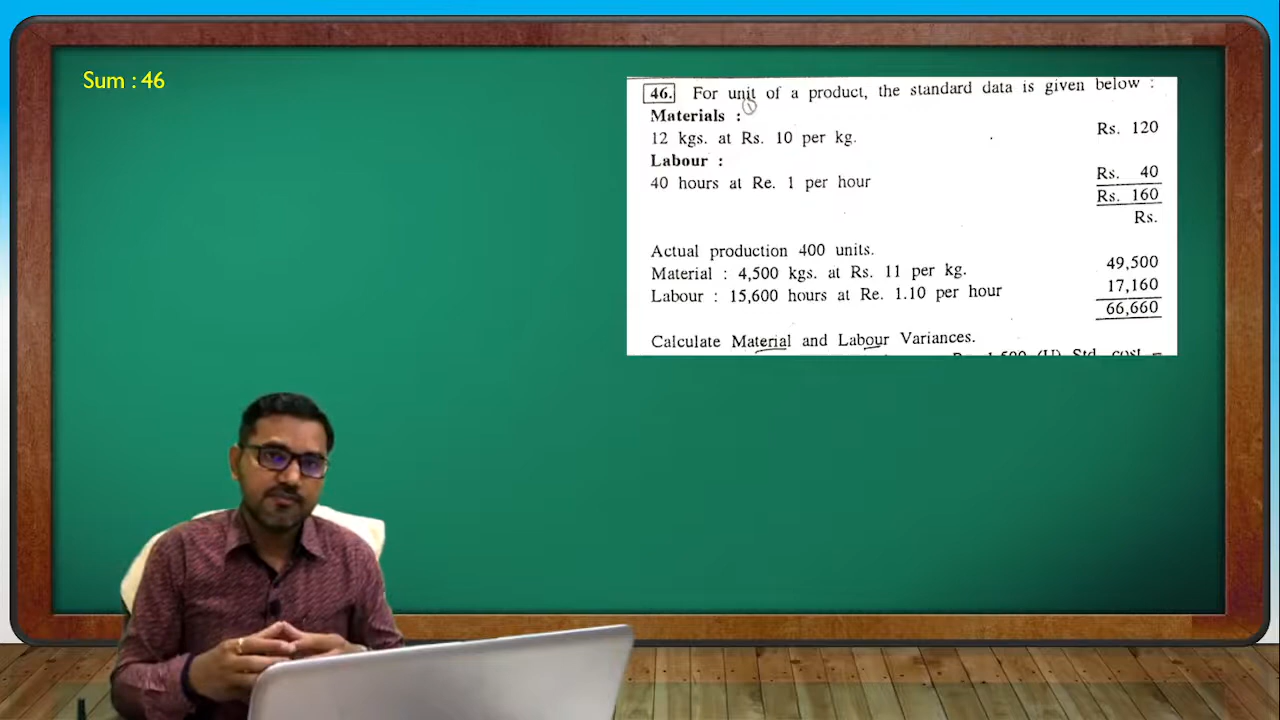 Sum : 46
46. For unit of a product, the standard data is given below :
Materials :
12 kgs. at Rs. 10 per kg. Rs. 120
Labour :
40 hours at Re. 1 per hour Rs. 40
Rs. 160
Rs.
Actual production 400 units.
Material : 4,500 kgs. at Rs. 11 per kg. 49,500
Labour : 15,600 hours at Re. 1.10 per hour 17,160
66,660
Calculate Material and Labour Variances.